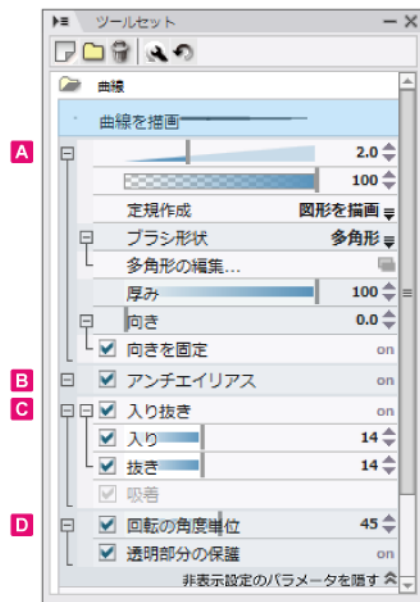 ツールセット
曲線
曲線を描画
A 2.0
100
定規作成 図形を描画
ブラシ形状 多角形
多角形の編集...
厚み 100
向き 0.0
向きを固定 on
B アンチエイリアス on
C 入り抜き on
入り 14
抜き 14
吸着
D 回転の角度単位 45
透明部分の保護 on
非表示設定のパラメータを隠す